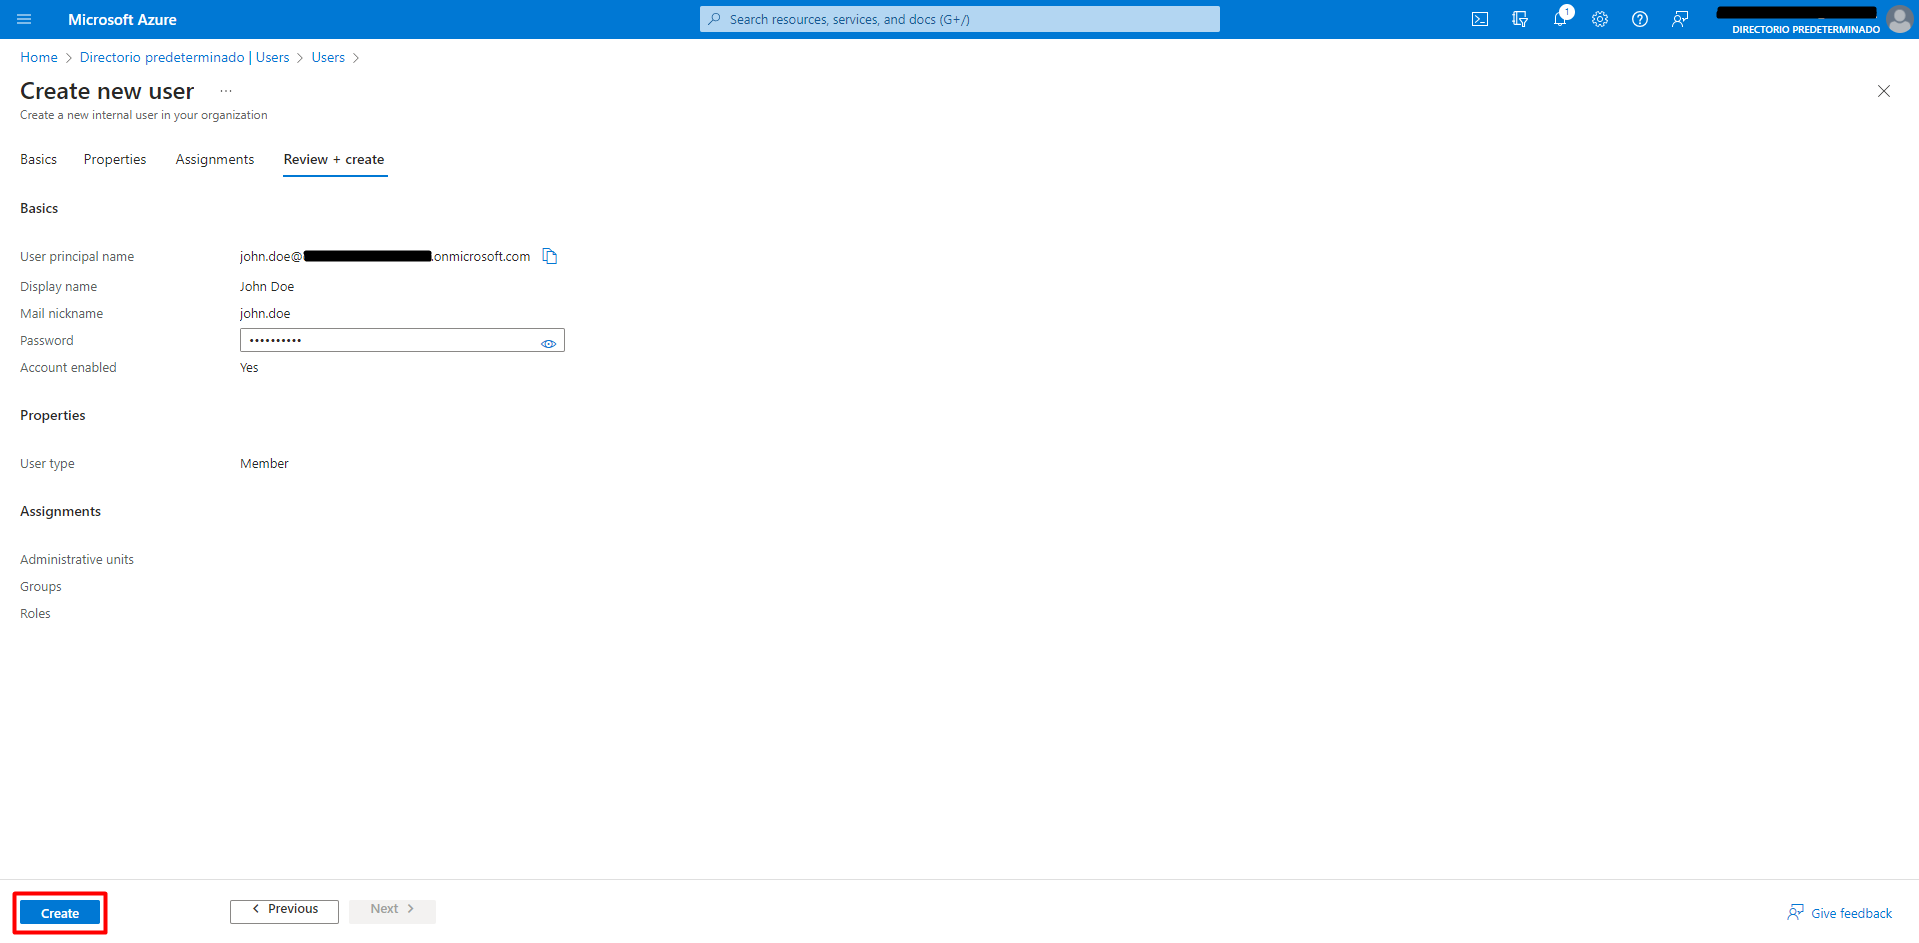 Microsoft Azure
Search resources, services, and docs (G+/)
1
DIRECTORIO PREDETERMINADO
Home > Directorio predeterminado | Users > Users >
Create new user ...
Create a new internal user in your organization
Basics Properties Assignments Review + create
Basics
User principal name john.doe@ .onmicrosoft.com
Display name John Doe
Mail nickname john.doe
Password ••••••••••
Account enabled Yes
Properties
User type Member
Assignments
Administrative units
Groups
Roles
Create < Previous Next > Give feedback